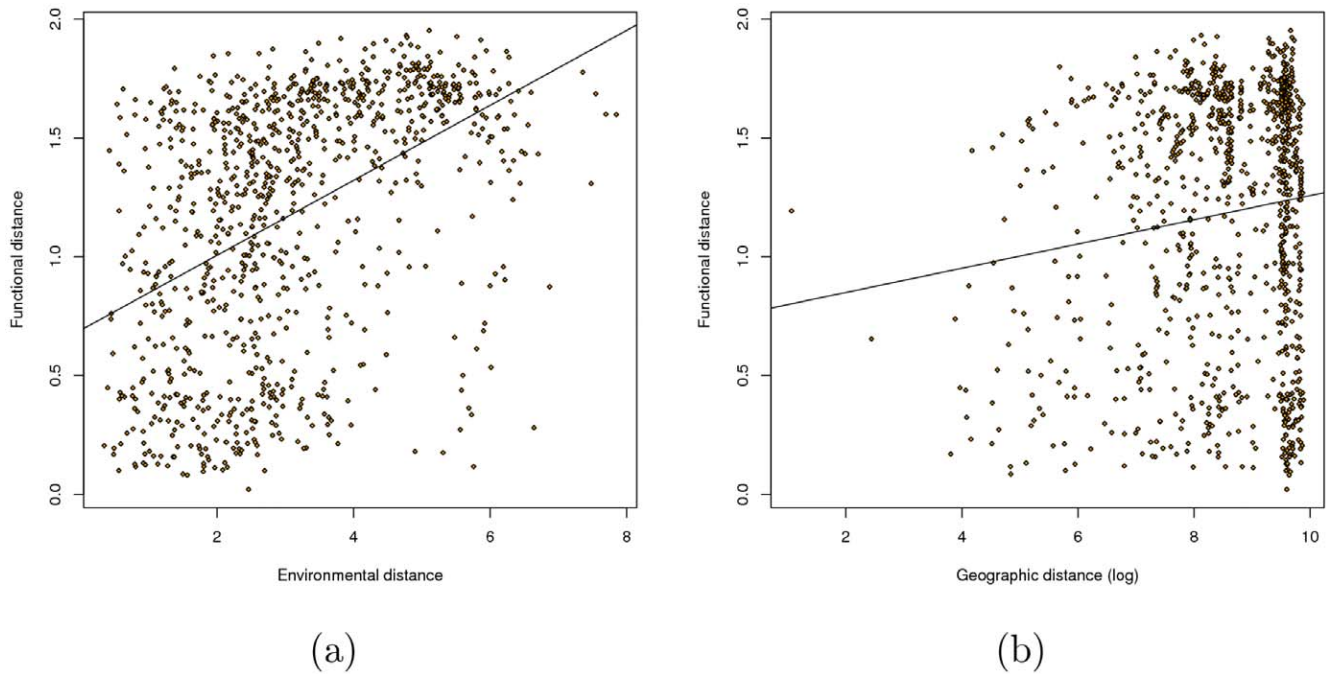 2.0
1.5
1.0
0.5
0.0
Functional distance
2 4 6 8
Environmental distance
(a)
2.0
1.5
1.0
0.5
0.0
Functional distance
2 4 6 8 10
Geographic distance (log)
(b)